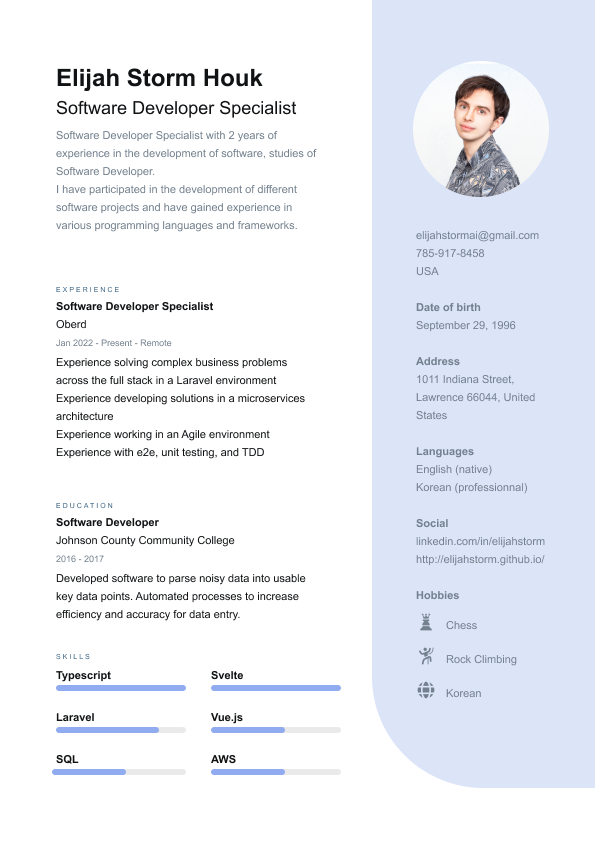 Elijah Storm Houk
Software Developer Specialist
Software Developer Specialist with 2 years of
experience in the development of software, studies of
Software Developer.
I have participated in the development of different
software projects and have gained experience in
various programming languages and frameworks.
EXPERIENCE
Software Developer Specialist
Oberd
Jan 2022 - Present - Remote
Experience solving complex business problems
across the full stack in a Laravel environment
Experience developing solutions in a microservices
architecture
Experience working in an Agile environment
Experience with e2e, unit testing, and TDD
EDUCATION
Software Developer
Johnson County Community College
2016 - 2017
Developed software to parse noisy data into usable
key data points. Automated processes to increase
efficiency and accuracy for data entry.
SKILLS
Typescript
Svelte
Laravel
Vue.js
SQL
AWS
elijahstormai@gmail.com
785-917-8458
USA
Date of birth
September 29, 1996
Address
1011 Indiana Street,
Lawrence 66044, United
States
Languages
English (native)
Korean (professionnal)
Social
linkedin.com/in/elijahstorm
http://elijahstorm.github.io/
Hobbies
Chess
Rock Climbing
Korean